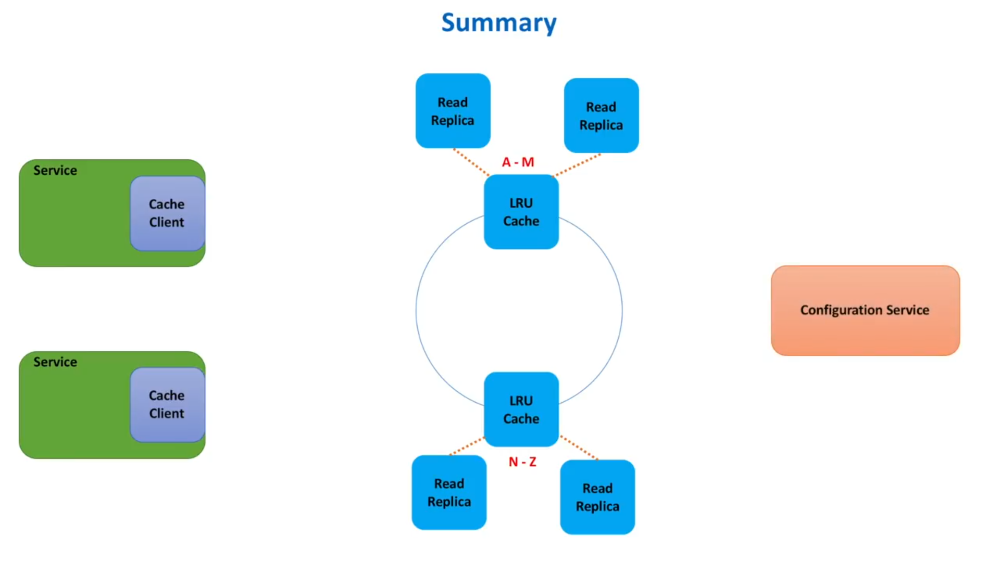 Summary
Read
Replica
Read
Replica
A - M
Service
Cache
Client
LRU
Cache
Configuration Service
Service
Cache
Client
LRU
Cache
N - Z
Read
Replica
Read
Replica